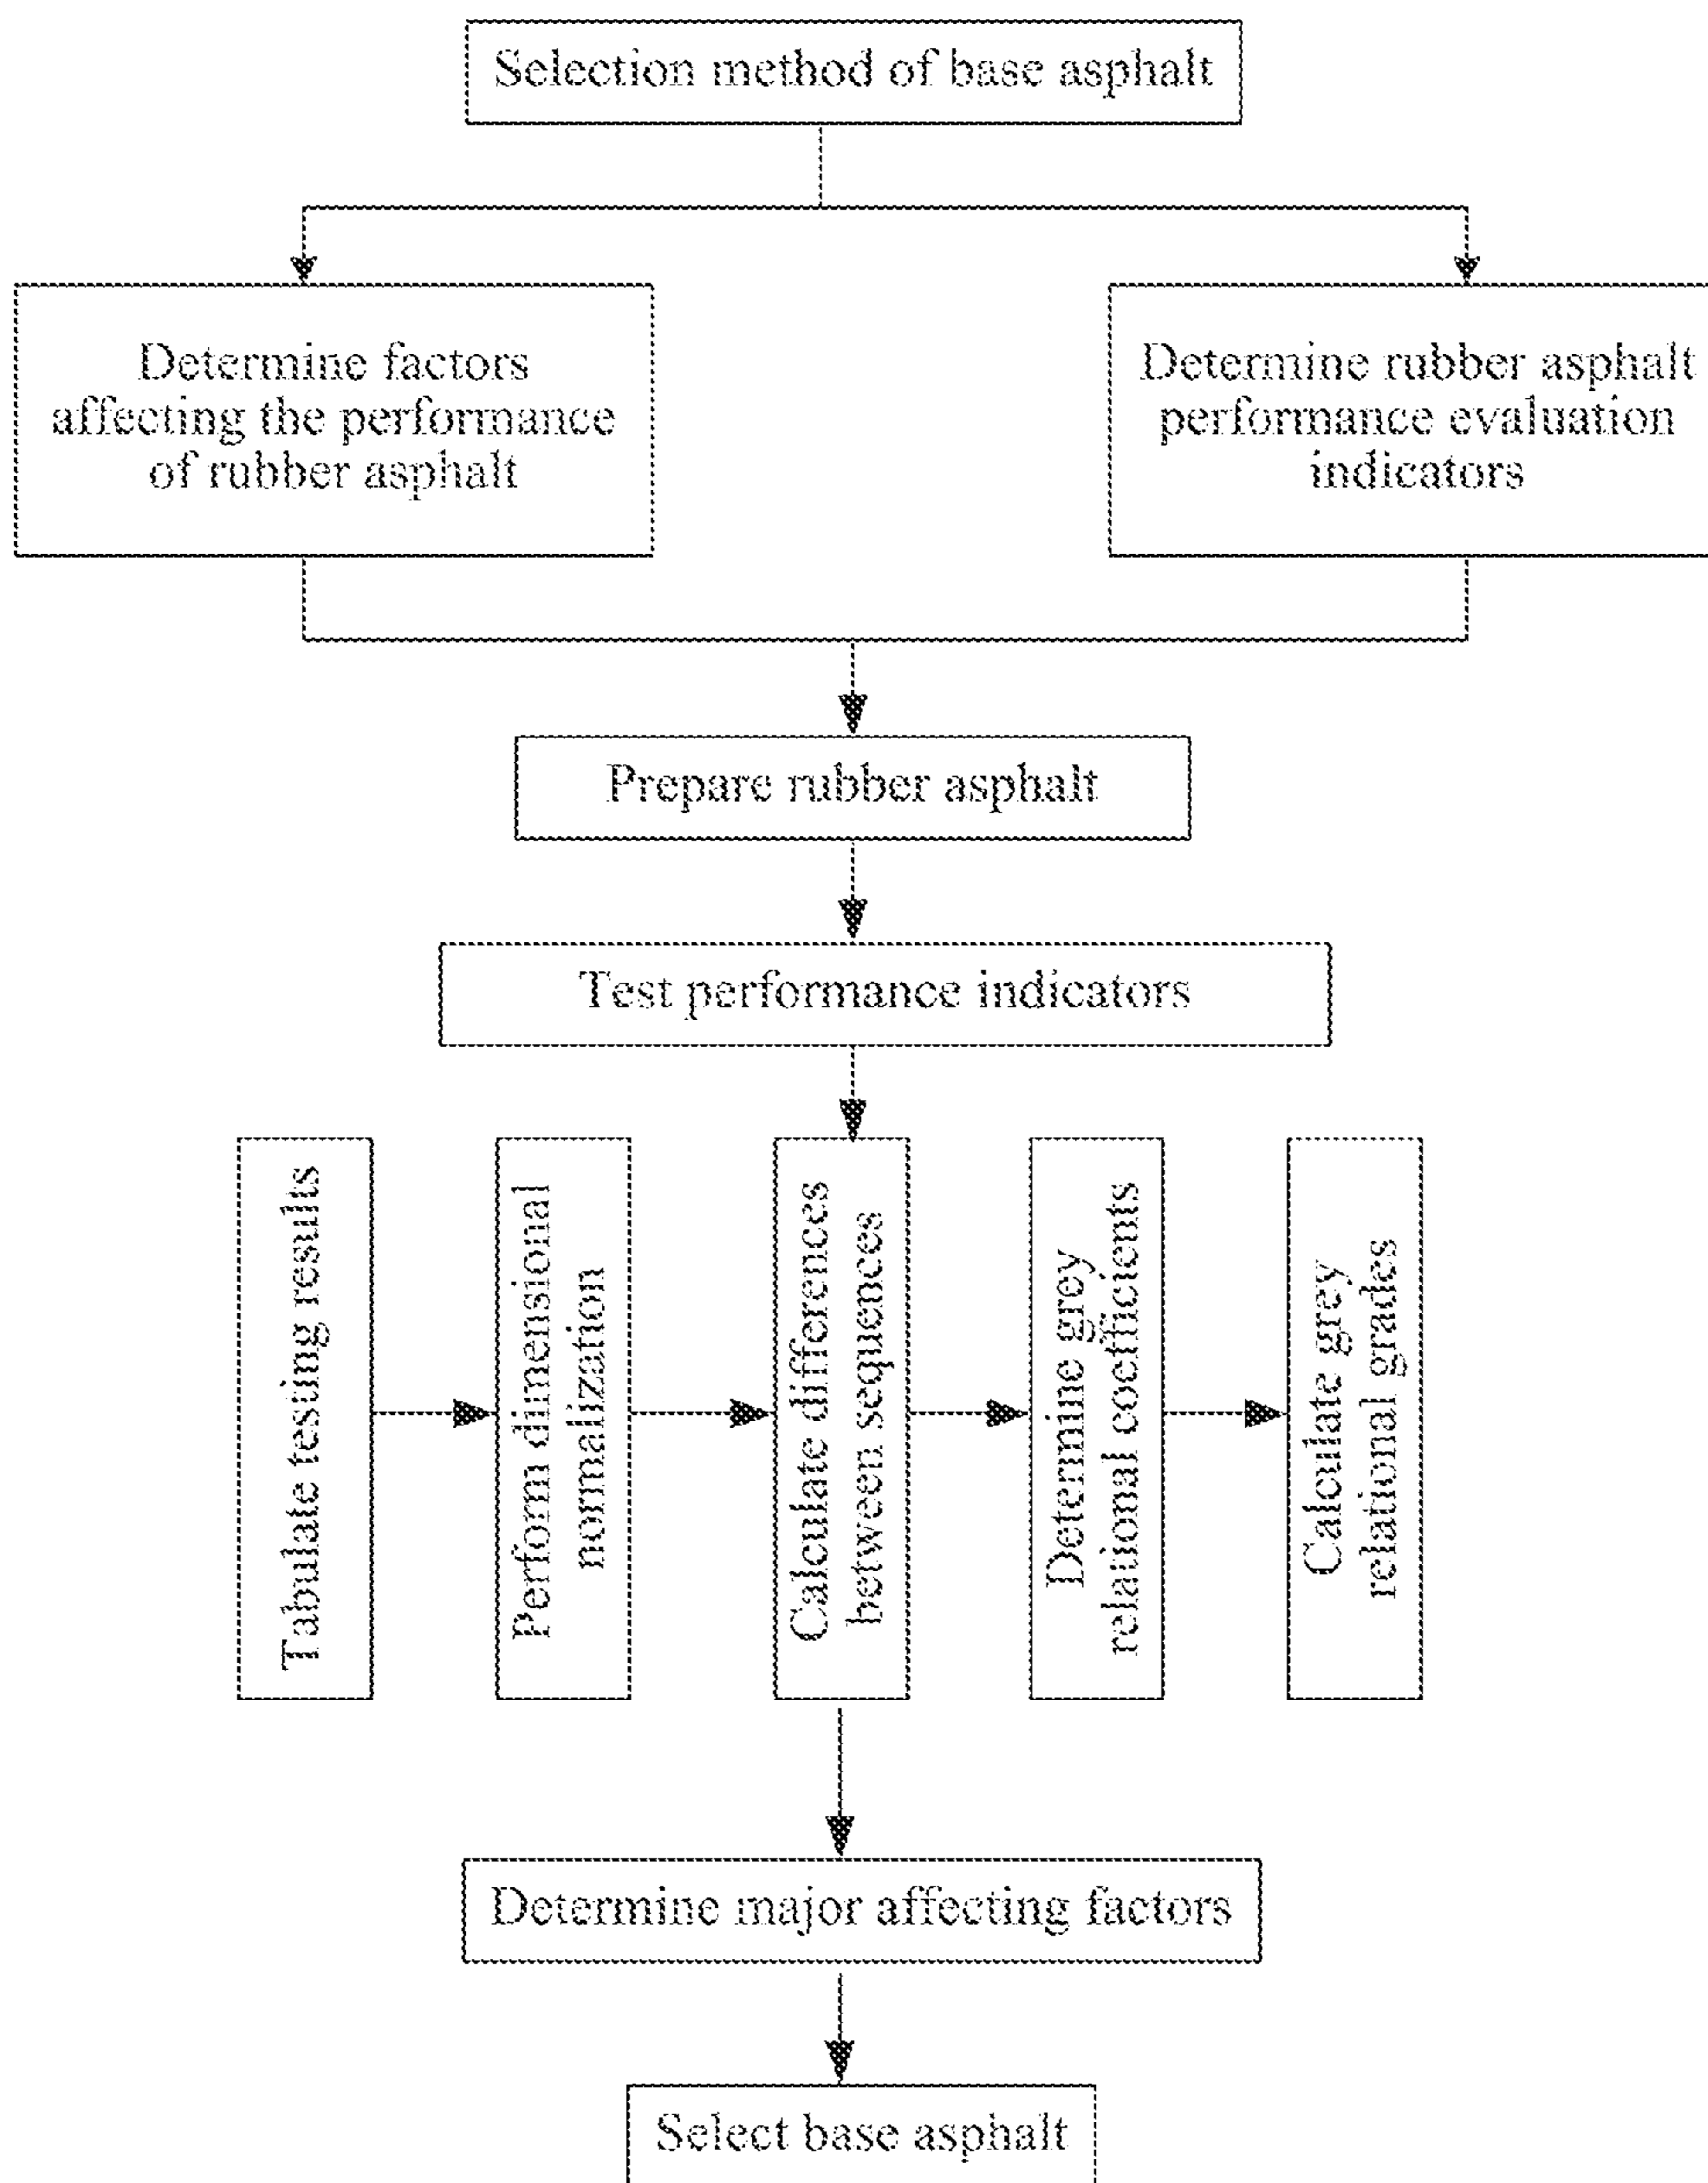 Selection method of base asphalt
Determine factors
affecting the performance
of rubber asphalt
Determine rubber asphalt
performance evaluation
indicators
Prepare rubber asphalt
Test performance indicators
Tabulate testing results
Perform dimensional
normalization
Calculate differences
between sequences
Determine grey
relational coefficients
Calculate grey
relational grades
Determine major affecting factors
Select base asphalt